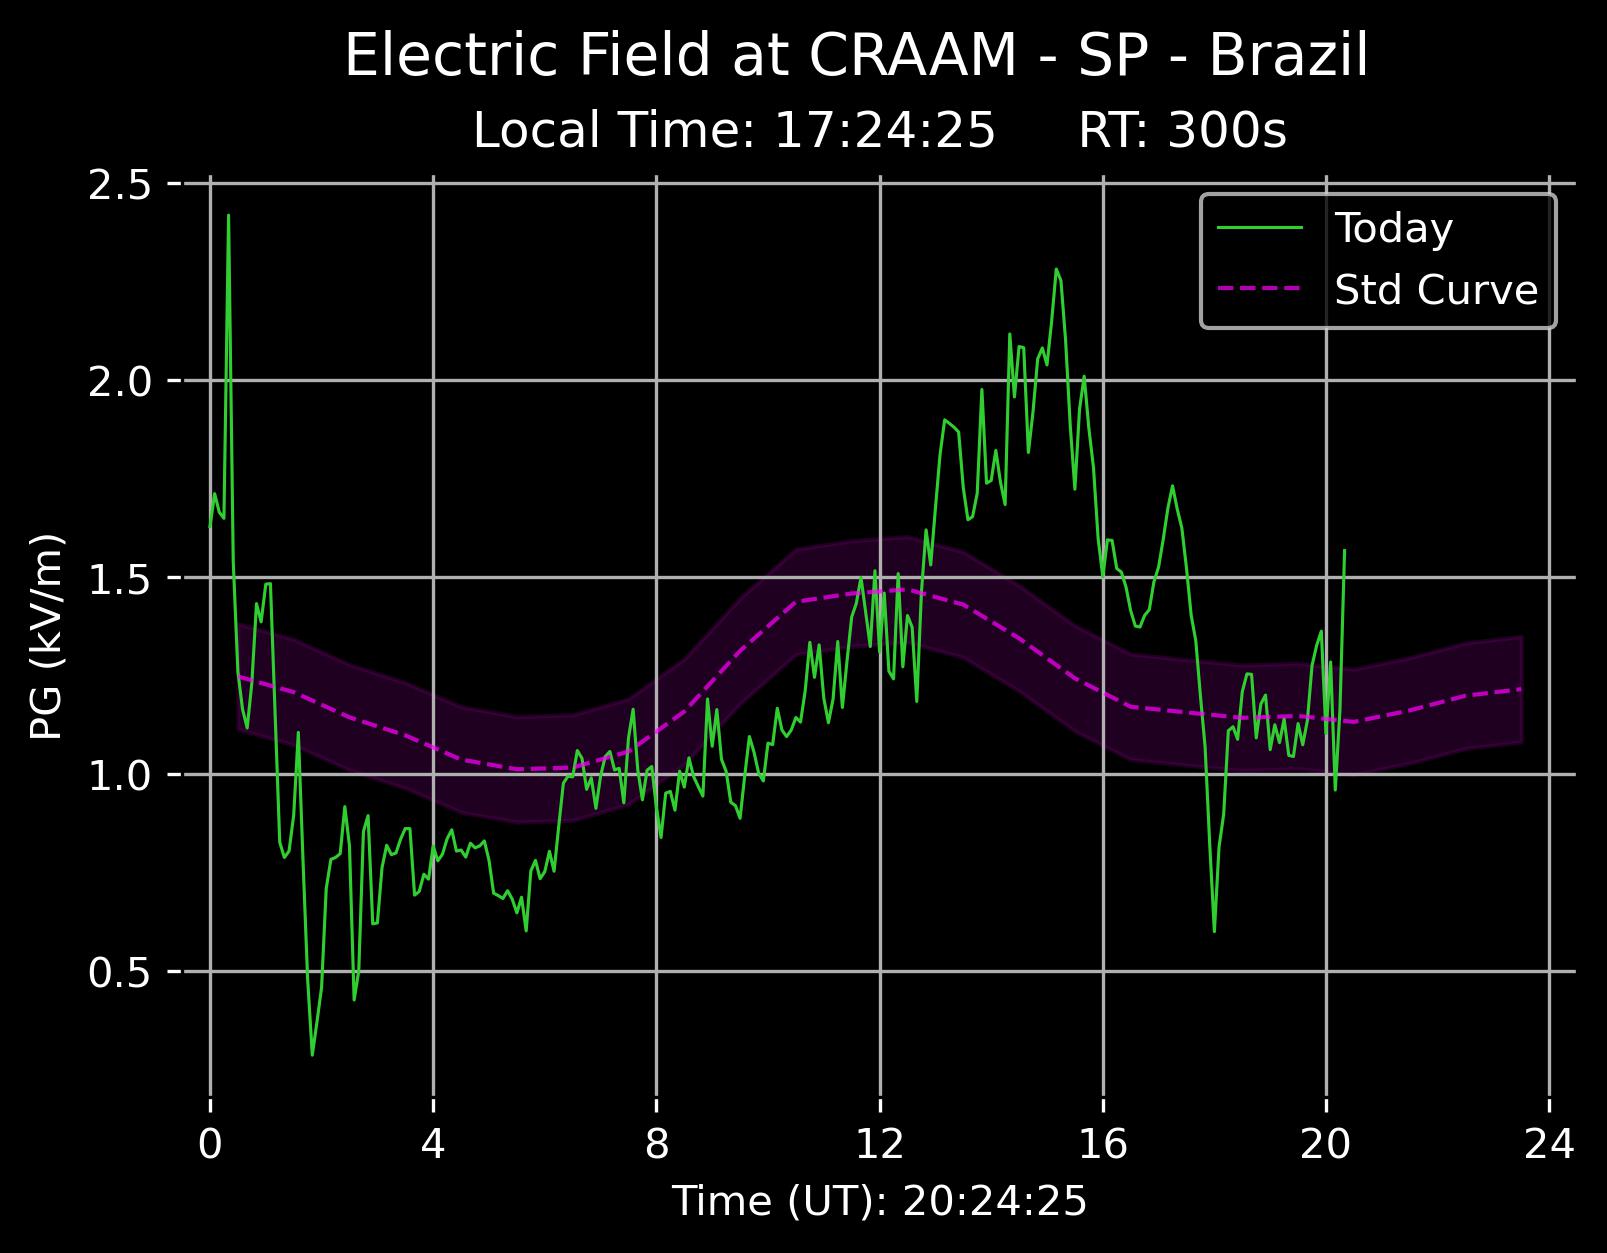 Electric Field at CRAAM - SP - Brazil
Local Time: 17:24:25 RT: 300s
2.5
2.0
1.5
1.0
0.5
PG (kV/m)
Today
Std Curve
0 4 8 12 16 20 24
Time (UT): 20:24:25